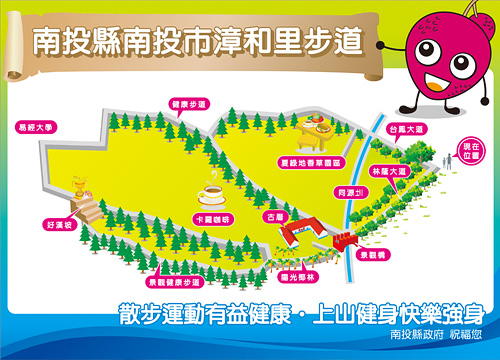 南投縣南投市漳和里步道
健康步道
易經大學
台鳳大道
現在
位置
夏綠地香草園區
林蔭大道
同源圳
好漢坡
卡羅咖啡
古厝
景觀橋
景觀健康步道
陽光椰林
散步運動有益健康・上山健身快樂強身
南投縣政府 祝福您